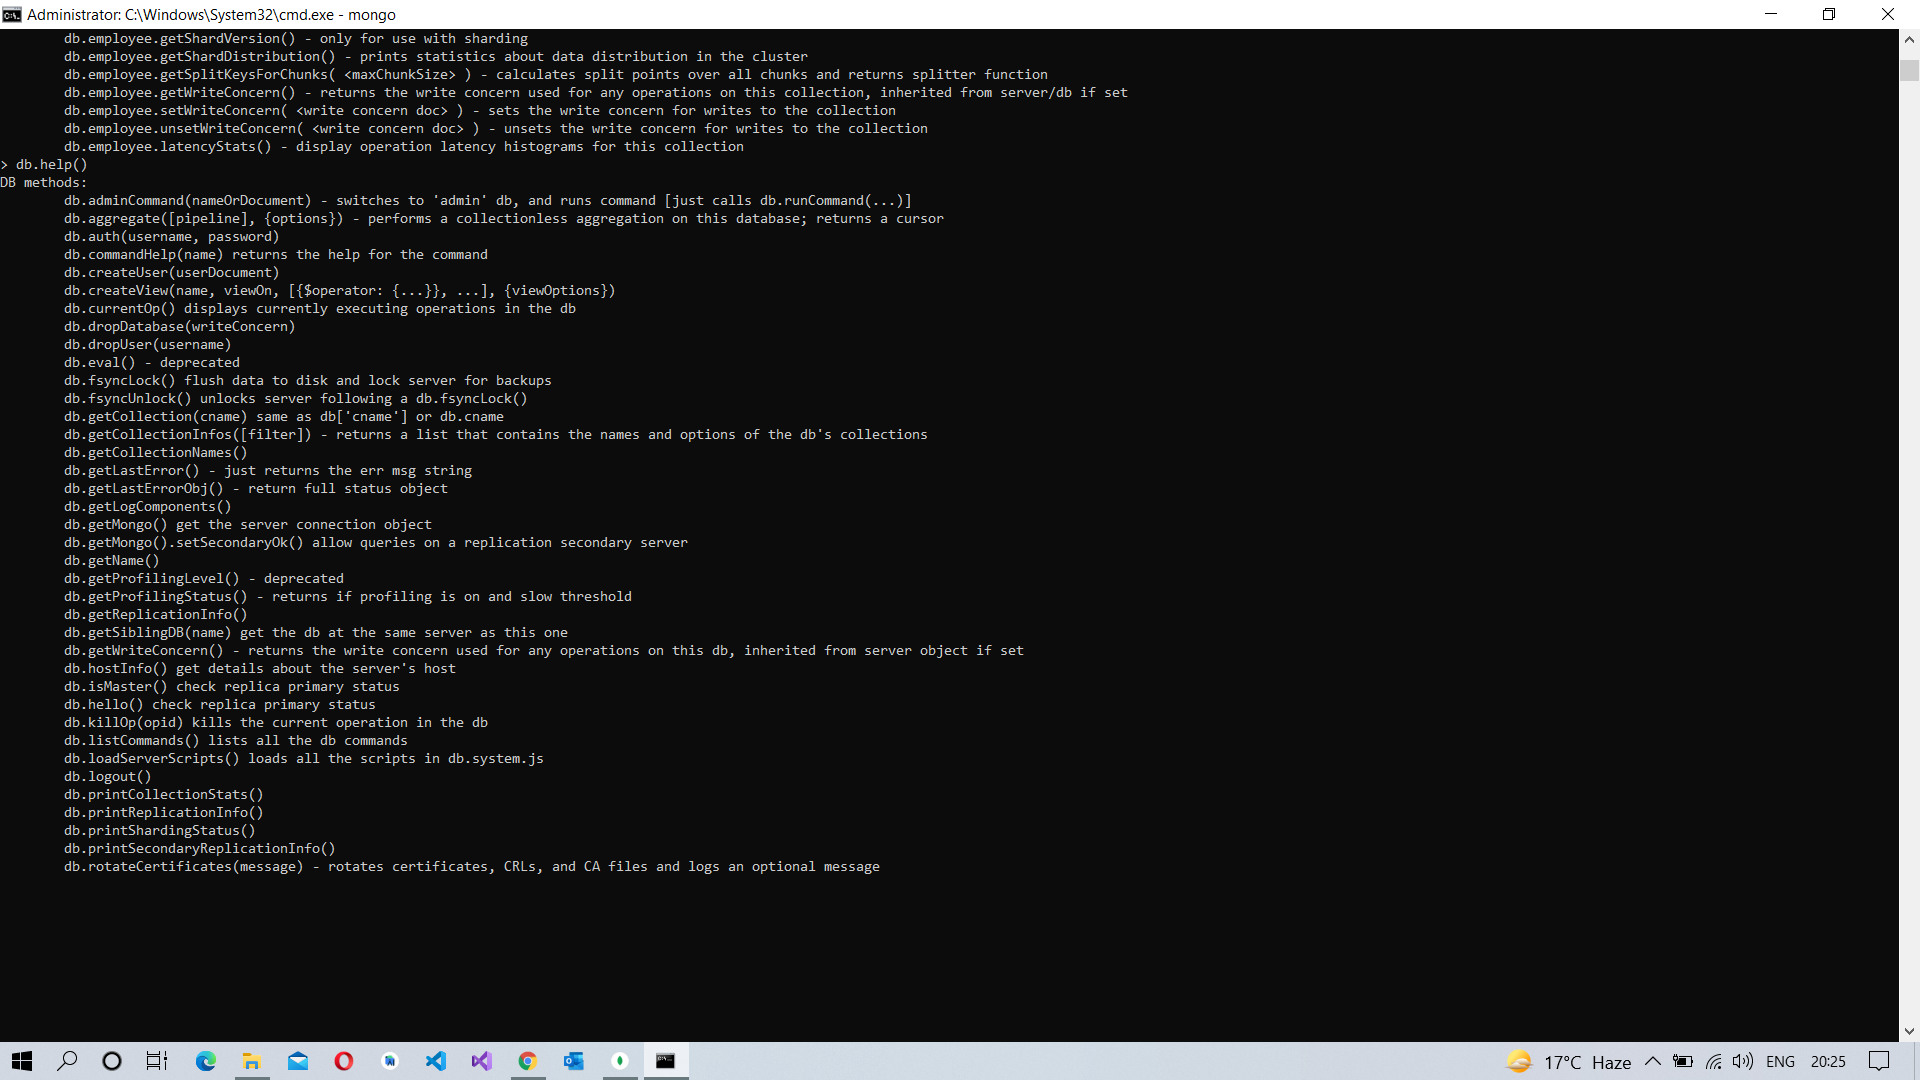 Administrator: C:\Windows\System32\cmd.exe - mongo
db.employee.getShardVersion() - only for use with sharding
db.employee.getShardDistribution() - prints statistics about data distribution in the cluster
db.employee.getSplitKeysForChunks( <maxChunkSize> ) - calculates split points over all chunks and returns splitter function
db.employee.getWriteConcern() - returns the write concern used for any operations on this collection, inherited from server/db if set
db.employee.setWriteConcern( <write concern doc> ) - sets the write concern for writes to the collection
db.employee.unsetWriteConcern( <write concern doc> ) - unsets the write concern for writes to the collection
db.employee.latencyStats() - display operation latency histograms for this collection
> db.help()
DB methods:
db.adminCommand(nameOrDocument) - switches to 'admin' db, and runs command [just calls db.runCommand(...)]
db.aggregate([pipeline], {options}) - performs a collectionless aggregation on this database; returns a cursor
db.auth(username, password)
db.commandHelp(name) returns the help for the command
db.createUser(userDocument)
db.createView(name, viewOn, [{$operator: {...}}, ...], {viewOptions})
db.currentOp() displays currently executing operations in the db
db.dropDatabase(writeConcern)
db.dropUser(username)
db.eval() - deprecated
db.fsyncLock() flush data to disk and lock server for backups
db.fsyncUnlock() unlocks server following a db.fsyncLock()
db.getCollection(cname) same as db['cname'] or db.cname
db.getCollectionInfos([filter]) - returns a list that contains the names and options of the db's collections
db.getCollectionNames()
db.getLastError() - just returns the err msg string
db.getLastErrorObj() - return full status object
db.getLogComponents()
db.getMongo() get the server connection object
db.getMongo().setSecondaryOk() allow queries on a replication secondary server
db.getName()
db.getProfilingLevel() - deprecated
db.getProfilingStatus() - returns if profiling is on and slow threshold
db.getReplicationInfo()
db.getSiblingDB(name) get the db at the same server as this one
db.getWriteConcern() - returns the write concern used for any operations on this db, inherited from server object if set
db.hostInfo() get details about the server's host
db.isMaster() check replica primary status
db.hello() check replica primary status
db.killOp(opid) kills the current operation in the db
db.listCommands() lists all the db commands
db.loadServerScripts() loads all the scripts in db.system.js
db.logout()
db.printCollectionStats()
db.printReplicationInfo()
db.printShardingStatus()
db.printSecondaryReplicationInfo()
db.rotateCertificates(message) - rotates certificates, CRLs, and CA files and logs an optional message
17°C Haze ENG 20:25